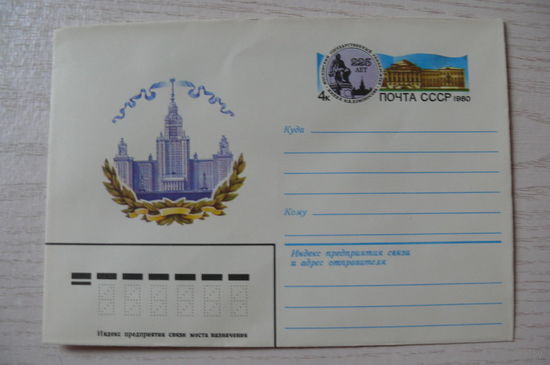 225
ЛЕТ
4к ПОЧТА СССР 1980
Куда
Кому
Индекс предприятия связи
и адрес отправителя
Индекс предприятия связи места назначения